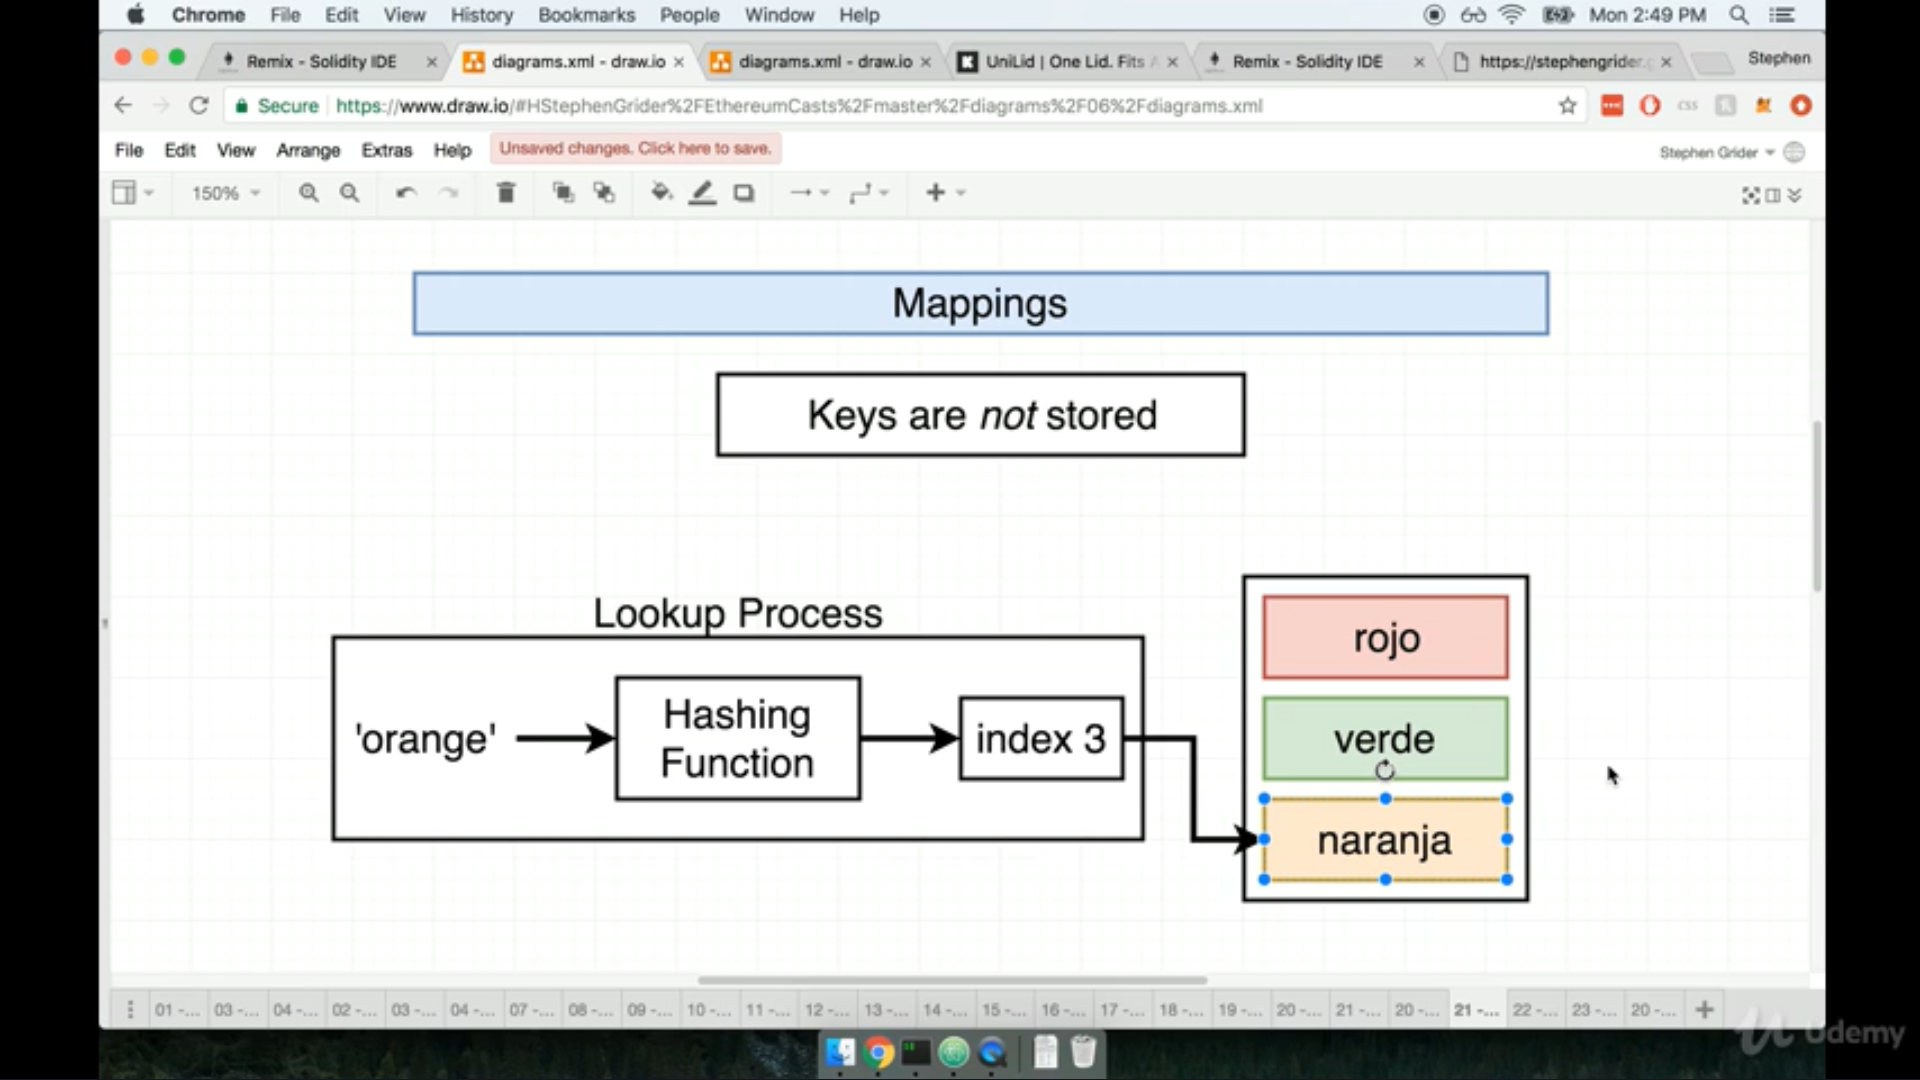 Chrome File Edit View History Bookmarks People Window Help Mon 2:49 PM
Remix - Solidity IDE diagrams.xml - draw.io diagrams.xml - draw.io UniLid | One Lid. Fits Remix - Solidity IDE https://stephengrider. Stephen
Secure https://www.draw.io/#HStephenGrider%2FEthereumCasts%2Fmaster%2Fdiagrams%2F06%2Fdiagrams.xml
File Edit View Arrange Extras Help Unsaved changes. Click here to save. Stephen Grider
150%
Mappings
Keys are not stored
Lookup Process
'orange'
Hashing
Function
index 3
rojo
verde
naranja
01 -... 03 -... 04 -... 02 -... 03 -... 04 -... 07 -... 08 -... 09 -... 10 -... 11 -... 12 -... 13 -... 14 -... 15 -... 16 -... 17 -... 18 -... 19 -... 20 -... 21 -... 20 -... 21 -... 22 -... 23 -... 20 -...
Udemy